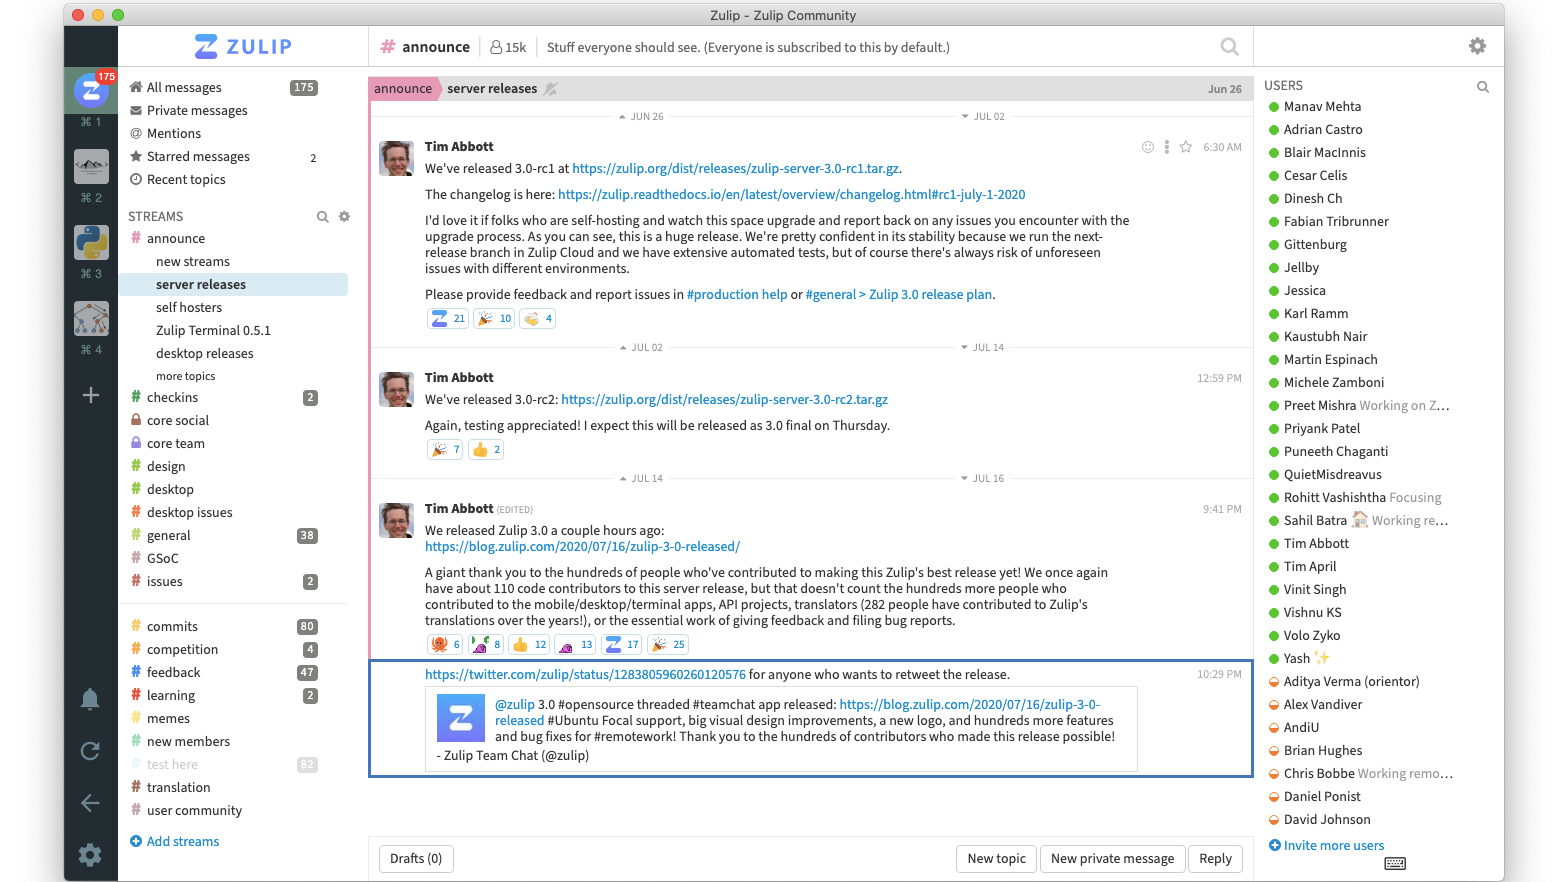 Zulip - Zulip Community
175
⌘ 1
⌘ 2
⌘ 3
⌘ 4
ZULIP
All messages 175
Private messages
@ Mentions
Starred messages 2
Recent topics
STREAMS
# announce
new streams
server releases
self hosters
Zulip Terminal 0.5.1
desktop releases
more topics
# checkins 2
core social
core team
# design
# desktop
# desktop issues
# general 38
# GSoC
# issues 2
# commits 80
# competition 4
# feedback 47
# learning 2
# memes
# new members
# test here 82
# translation
# user community
Add streams
# announce 15k Stuff everyone should see. (Everyone is subscribed to this by default.)
announce server releases Jun 26
JUN 26 JUL 02
Tim Abbott 6:30 AM
We've released 3.0-rc1 at https://zulip.org/dist/releases/zulip-server-3.0-rc1.tar.gz.
The changelog is here: https://zulip.readthedocs.io/en/latest/overview/changelog.html#rc1-july-1-2020
I'd love it if folks who are self-hosting and watch this space upgrade and report back on any issues you encounter with the
upgrade process. As you can see, this is a huge release. We're pretty confident in its stability because we run the next-
release branch in Zulip Cloud and we have extensive automated tests, but of course there's always risk of unforeseen
issues with different environments.
Please provide feedback and report issues in #production help or #general > Zulip 3.0 release plan.
21 10 4
JUL 02 JUL 14
Tim Abbott 12:59 PM
We've released 3.0-rc2: https://zulip.org/dist/releases/zulip-server-3.0-rc2.tar.gz
Again, testing appreciated! I expect this will be released as 3.0 final on Thursday.
7 2
JUL 14 JUL 16
Tim Abbott (EDITED) 9:41 PM
We released Zulip 3.0 a couple hours ago:
https://blog.zulip.com/2020/07/16/zulip-3-0-released/
A giant thank you to the hundreds of people who've contributed to making this Zulip's best release yet! We once again
have about 110 code contributors to this server release, but that doesn't count the hundreds more people who
contributed to the mobile/desktop/terminal apps, API projects, translators (282 people have contributed to Zulip's
translations over the years!), or the essential work of giving feedback and filing bug reports.
6 8 12 13 17 25
https://twitter.com/zulip/status/1283805960260120576 for anyone who wants to retweet the release. 10:29 PM
@zulip 3.0 #opensource threaded #teamchat app released: https://blog.zulip.com/2020/07/16/zulip-3-0-
released #Ubuntu Focal support, big visual design improvements, a new logo, and hundreds more features
and bug fixes for #remotework! Thank you to the hundreds of contributors who made this release possible!
- Zulip Team Chat (@zulip)
Drafts (0) New topic New private message Reply
USERS
Manav Mehta
Adrian Castro
Blair MacInnis
Cesar Celis
Dinesh Ch
Fabian Tribrunner
Gittenburg
Jellby
Jessica
Karl Ramm
Kaustubh Nair
Martin Espinach
Michele Zamboni
Preet Mishra Working on Z...
Priyank Patel
Puneeth Chaganti
QuietMisdreavus
Rohitt Vashishtha Focusing
Sahil Batra Working re...
Tim Abbott
Tim April
Vinit Singh
Vishnu KS
Volo Zyko
Yash
Aditya Verma (orientor)
Alex Vandiver
AndiU
Brian Hughes
Chris Bobbe Working remo...
Daniel Ponist
David Johnson
Invite more users